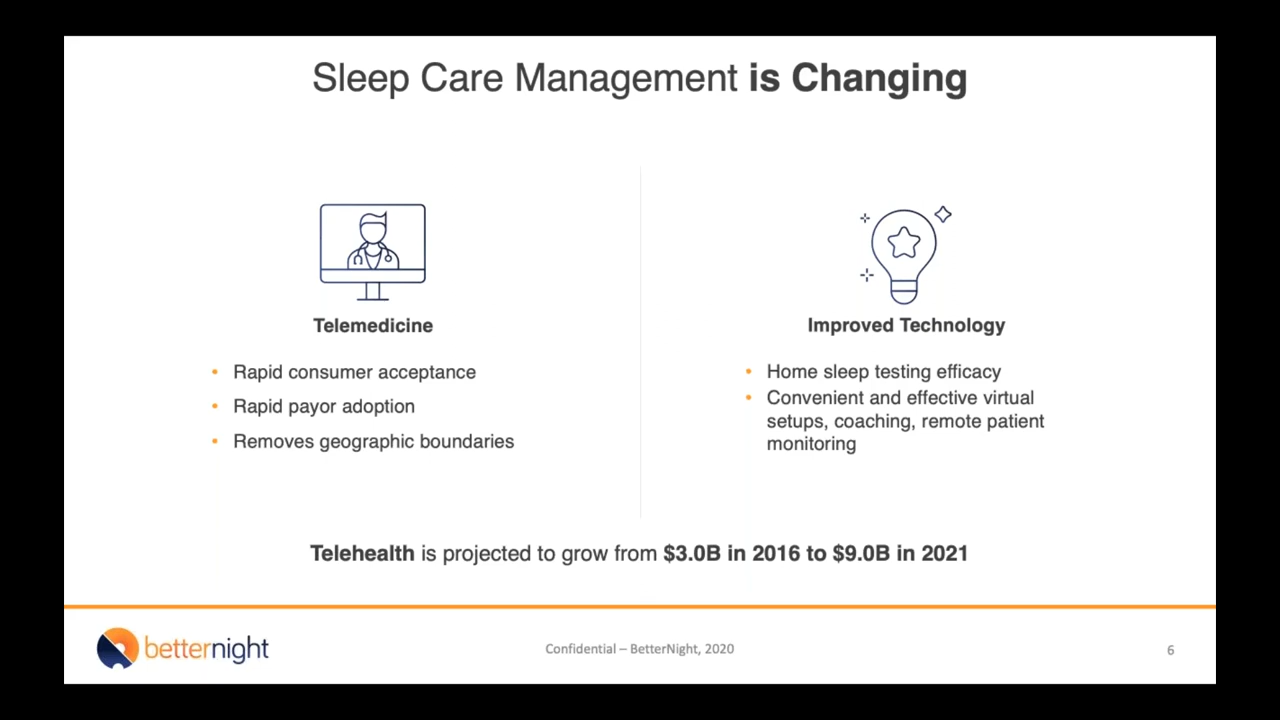 Sleep Care Management is Changing
Telemedicine
• Rapid consumer acceptance
• Rapid payor adoption
• Removes geographic boundaries
Improved Technology
• Home sleep testing efficacy
• Convenient and effective virtual
setups, coaching, remote patient
monitoring
Telehealth is projected to grow from $3.0B in 2016 to $9.0B in 2021
betternight
Confidential – BetterNight, 2020
6